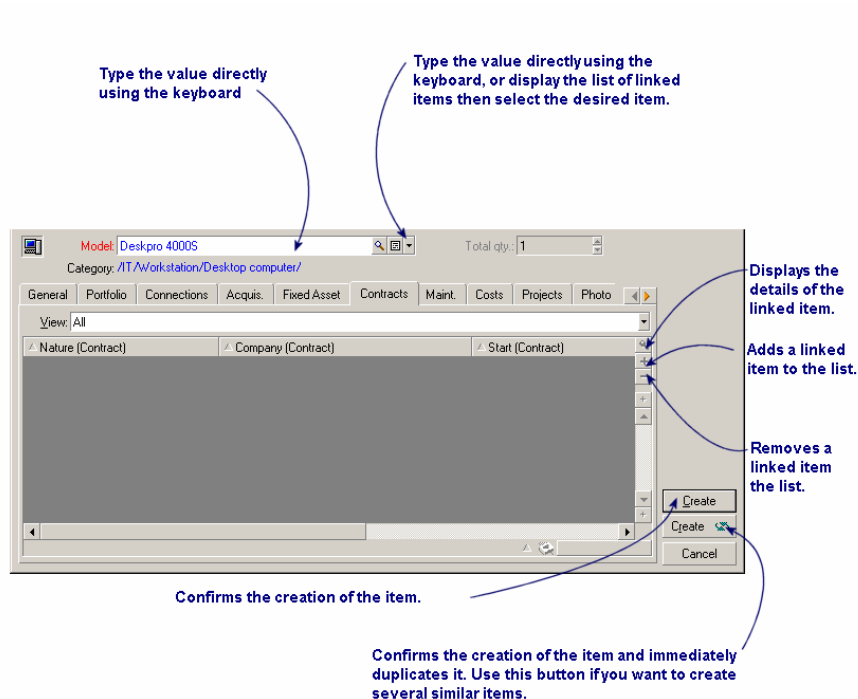 Type the value directly
using the keyboard
Type the value directly using the
keyboard, or display the list of linked
items then select the desired item.
Model: Deskpro 4000S
Total qty.: 1
Category: /IT/Workstation/Desktop computer/
General Portfolio Connections Acquis. Fixed Asset Contracts Maint. Costs Projects Photo
View: All
Nature (Contract) Company (Contract) Start (Contract)
Displays the
details of the
linked item.
Adds a linked
item to the list.
Removes a
linked item
the list.
Create
Create
Cancel
Confirms the creation of the item.
Confirms the creation of the item and immediately
duplicates it. Use this button if you want to create
several similar items.